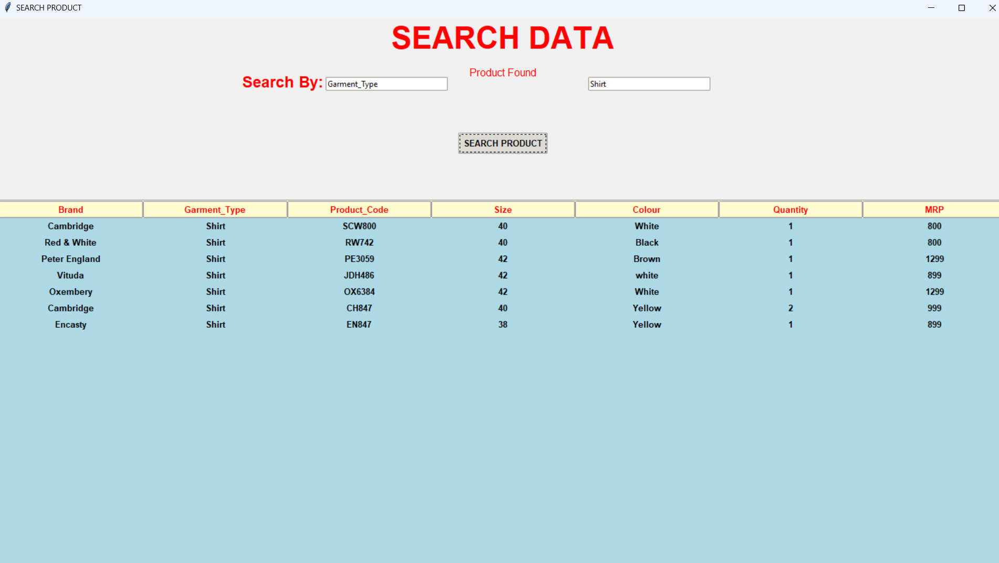 SEARCH PRODUCT
SEARCH DATA
Product Found
Search By: Garment_Type Shirt
SEARCH PRODUCT
Brand Garment_Type Product_Code Size Colour Quantity MRP
Cambridge Shirt SCW800 40 White 1 800
Red & White Shirt RW742 40 Black 1 800
Peter England Shirt PE3059 42 Brown 1 1299
Vituda Shirt JDH486 42 white 1 899
Oxembery Shirt OX6384 42 White 1 1299
Cambridge Shirt CH847 40 Yellow 2 999
Encasty Shirt EN847 38 Yellow 1 899